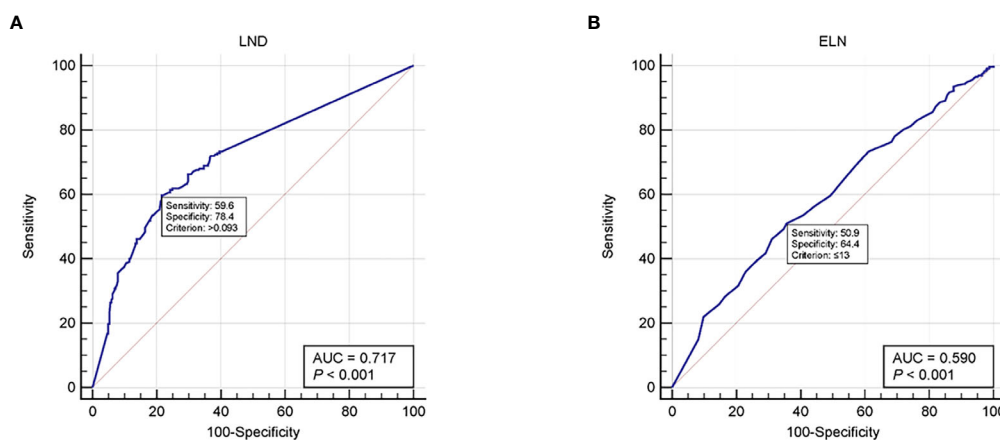 A
LND
100
80
60
40
20
0
Sensitivity
Sensitivity: 59.6
Specificity: 78.4
Criterion: >0.093
AUC = 0.717
P < 0.001
0 20 40 60 80 100
100-Specificity
B
ELN
100
80
60
40
20
0
Sensitivity
Sensitivity: 50.9
Specificity: 64.4
Criterion: ≤13
AUC = 0.590
P < 0.001
0 20 40 60 80 100
100-Specificity